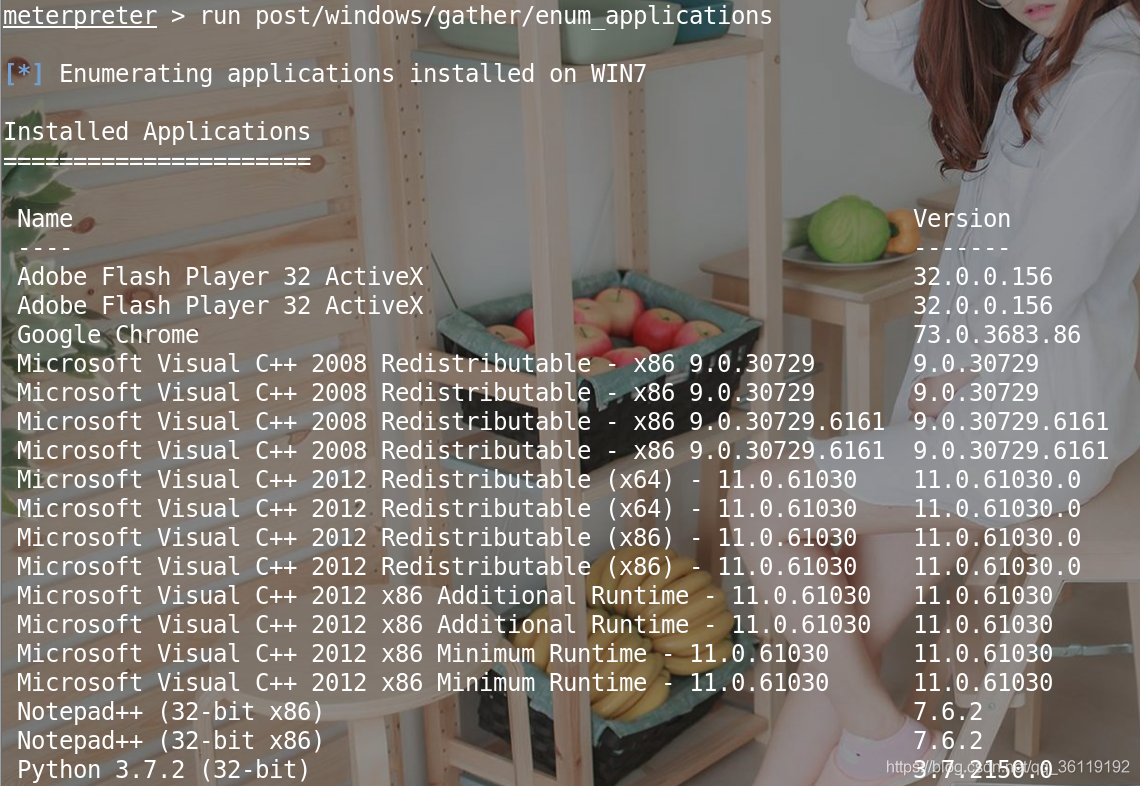 meterpreter > run post/windows/gather/enum_applications
[*] Enumerating applications installed on WIN7
Installed Applications
======================
Name Version
---- -------
Adobe Flash Player 32 ActiveX 32.0.0.156
Adobe Flash Player 32 ActiveX 32.0.0.156
Google Chrome 73.0.3683.86
Microsoft Visual C++ 2008 Redistributable - x86 9.0.30729 9.0.30729
Microsoft Visual C++ 2008 Redistributable - x86 9.0.30729 9.0.30729
Microsoft Visual C++ 2008 Redistributable - x86 9.0.30729.6161 9.0.30729.6161
Microsoft Visual C++ 2008 Redistributable - x86 9.0.30729.6161 9.0.30729.6161
Microsoft Visual C++ 2012 Redistributable (x64) - 11.0.61030 11.0.61030.0
Microsoft Visual C++ 2012 Redistributable (x64) - 11.0.61030 11.0.61030.0
Microsoft Visual C++ 2012 Redistributable (x86) - 11.0.61030 11.0.61030.0
Microsoft Visual C++ 2012 Redistributable (x86) - 11.0.61030 11.0.61030.0
Microsoft Visual C++ 2012 x86 Additional Runtime - 11.0.61030 11.0.61030
Microsoft Visual C++ 2012 x86 Additional Runtime - 11.0.61030 11.0.61030
Microsoft Visual C++ 2012 x86 Minimum Runtime - 11.0.61030 11.0.61030
Microsoft Visual C++ 2012 x86 Minimum Runtime - 11.0.61030 11.0.61030
Notepad++ (32-bit x86) 7.6.2
Notepad++ (32-bit x86) 7.6.2
Python 3.7.2 (32-bit) 3.7.2150.0
https://blog.csdn.net/qq_36119192